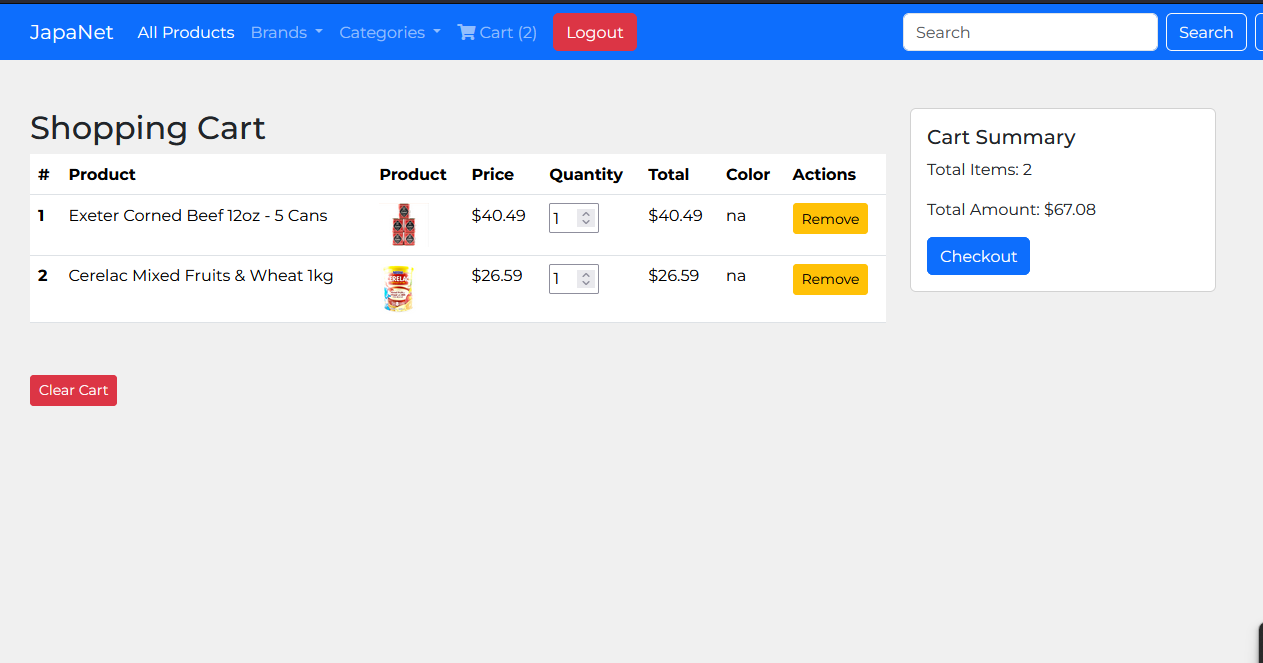 JapaNet All Products Brands Categories Cart (2) Logout Search Search
Shopping Cart
# Product Product Price Quantity Total Color Actions
1 Exeter Corned Beef 12oz - 5 Cans $40.49 1 $40.49 na Remove
2 Cerelac Mixed Fruits & Wheat 1kg CERELAC $26.59 1 $26.59 na Remove
Clear Cart
Cart Summary
Total Items: 2
Total Amount: $67.08
Checkout